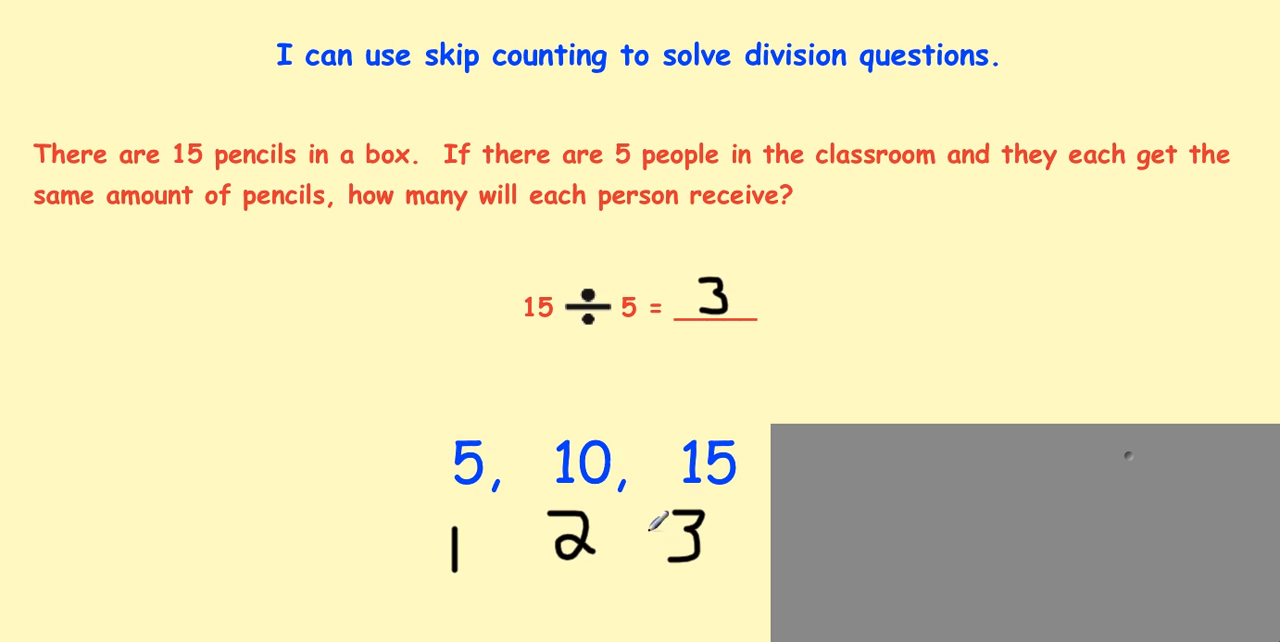 I can use skip counting to solve division questions.
There are 15 pencils in a box. If there are 5 people in the classroom and they each get the
same amount of pencils, how many will each person receive?
15 ÷ 5 = 3
5, 10, 15
1 2 3